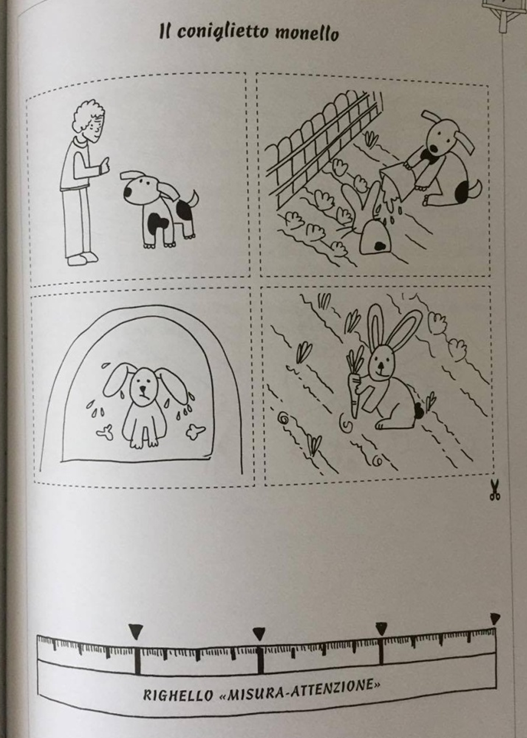 Il coniglietto monello
RIGHELLO «MISURA-ATTENZIONE»